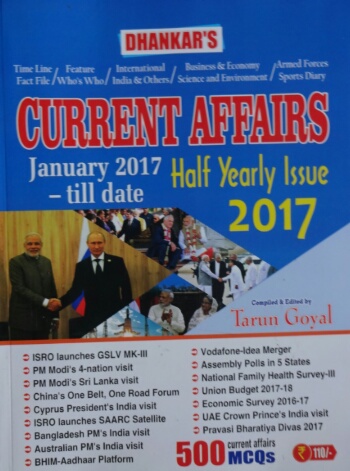 DHANKAR'S
Time Line / Feature / International / Business & Economy / Armed Forces
Fact File / Who's Who / India & Others / Science and Environment / Sports Diary
CURRENT AFFAIRS
January 2017
– till date
Half Yearly Issue
2017
Compiled & Edited by
Tarun Goyal
ISRO launches GSLV MK-III
PM Modi's 4-nation visit
PM Modi's Sri Lanka visit
China's One Belt, One Road Forum
Cyprus President's India visit
ISRO launches SAARC Satellite
Bangladesh PM's India visit
Australian PM's India visit
BHIM-Aadhaar Platform
Vodafone-Idea Merger
Assembly Polls in 5 States
National Family Health Survey-III
Union Budget 2017-18
Economic Survey 2016-17
UAE Crown Prince's India visit
Pravasi Bharatiya Divas 2017
500 current affairs MCQs
₹ 110/-